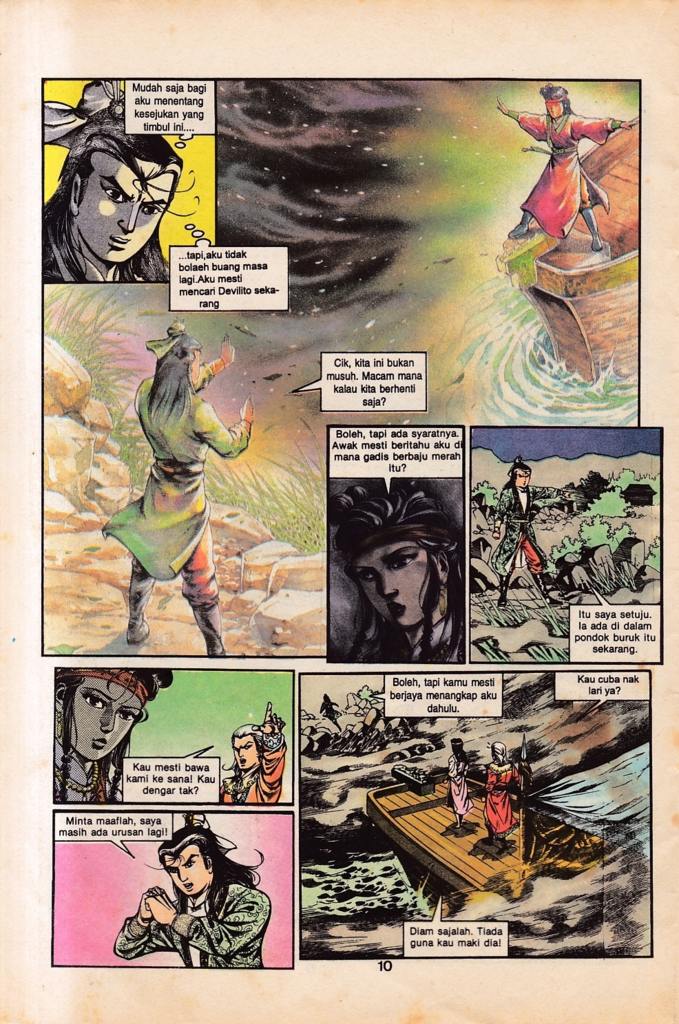 Mudah saja bagi
aku menentang
kesejukan yang
timbul ini....
...tapi,aku tidak
bolaeh buang masa
lagi.Aku mesti
mencari Devilito seka-
rang
Cik, kita ini bukan
musuh. Macam mana
kalau kita berhenti
saja?
Boleh, tapi ada syaratnya.
Awak mesti beritahu aku di
mana gadis berbaju merah
itu?
Itu saya setuju.
Ia ada di dalam
pondok buruk itu
sekarang.
Kau mesti bawa
kami ke sana! Kau
dengar tak?
Minta maaflah, saya
masih ada urusan lagi!
Boleh, tapi kamu mesti
berjaya menangkap aku
dahulu.
Kau cuba nak
lari ya?
Diam sajalah. Tiada
guna kau maki dia!
10